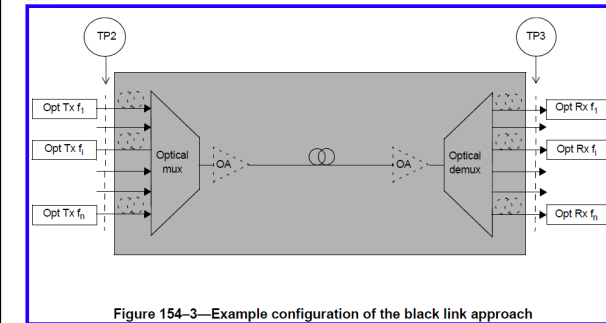 TP2
TP3
Opt Tx f1
Opt Tx fi
Opt Tx fn
Optical
mux
OA
OA
Optical
demux
Opt Rx f1
Opt Rx fi
Opt Rx fn
Figure 154–3—Example configuration of the black link approach